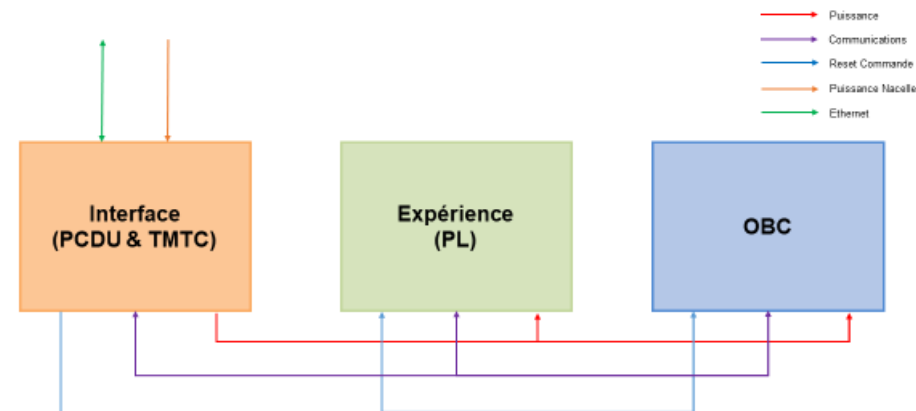 Puissance
Communications
Reset Commande
Puissance Nacelle
Ethernet
Interface
(PCDU & TMTC)
Expérience
(PL)
OBC